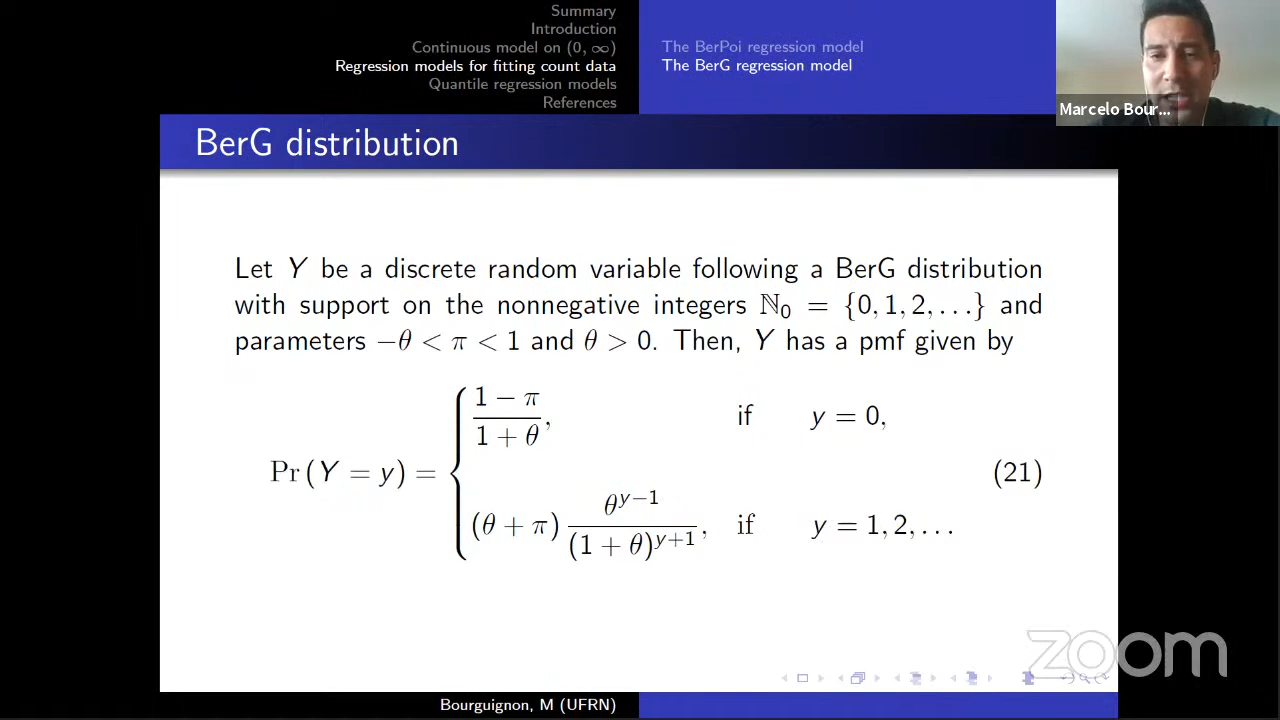 Summary
Introduction
Continuous model on (0, ∞)
Regression models for fitting count data
Quantile regression models
References
The BerPoi regression model
The BerG regression model
Marcelo Bour...
BerG distribution
Let Y be a discrete random variable following a BerG distribution
with support on the nonnegative integers ℕ₀ = {0, 1, 2, ...} and
parameters −θ < π < 1 and θ > 0. Then, Y has a pmf given by
Pr (Y = y) = { (1 − π)/(1 + θ), if y = 0,
(θ + π) θ^{y−1}/(1 + θ)^{y+1}, if y = 1, 2, ...
(21)
zoom
Bourguignon, M (UFRN)